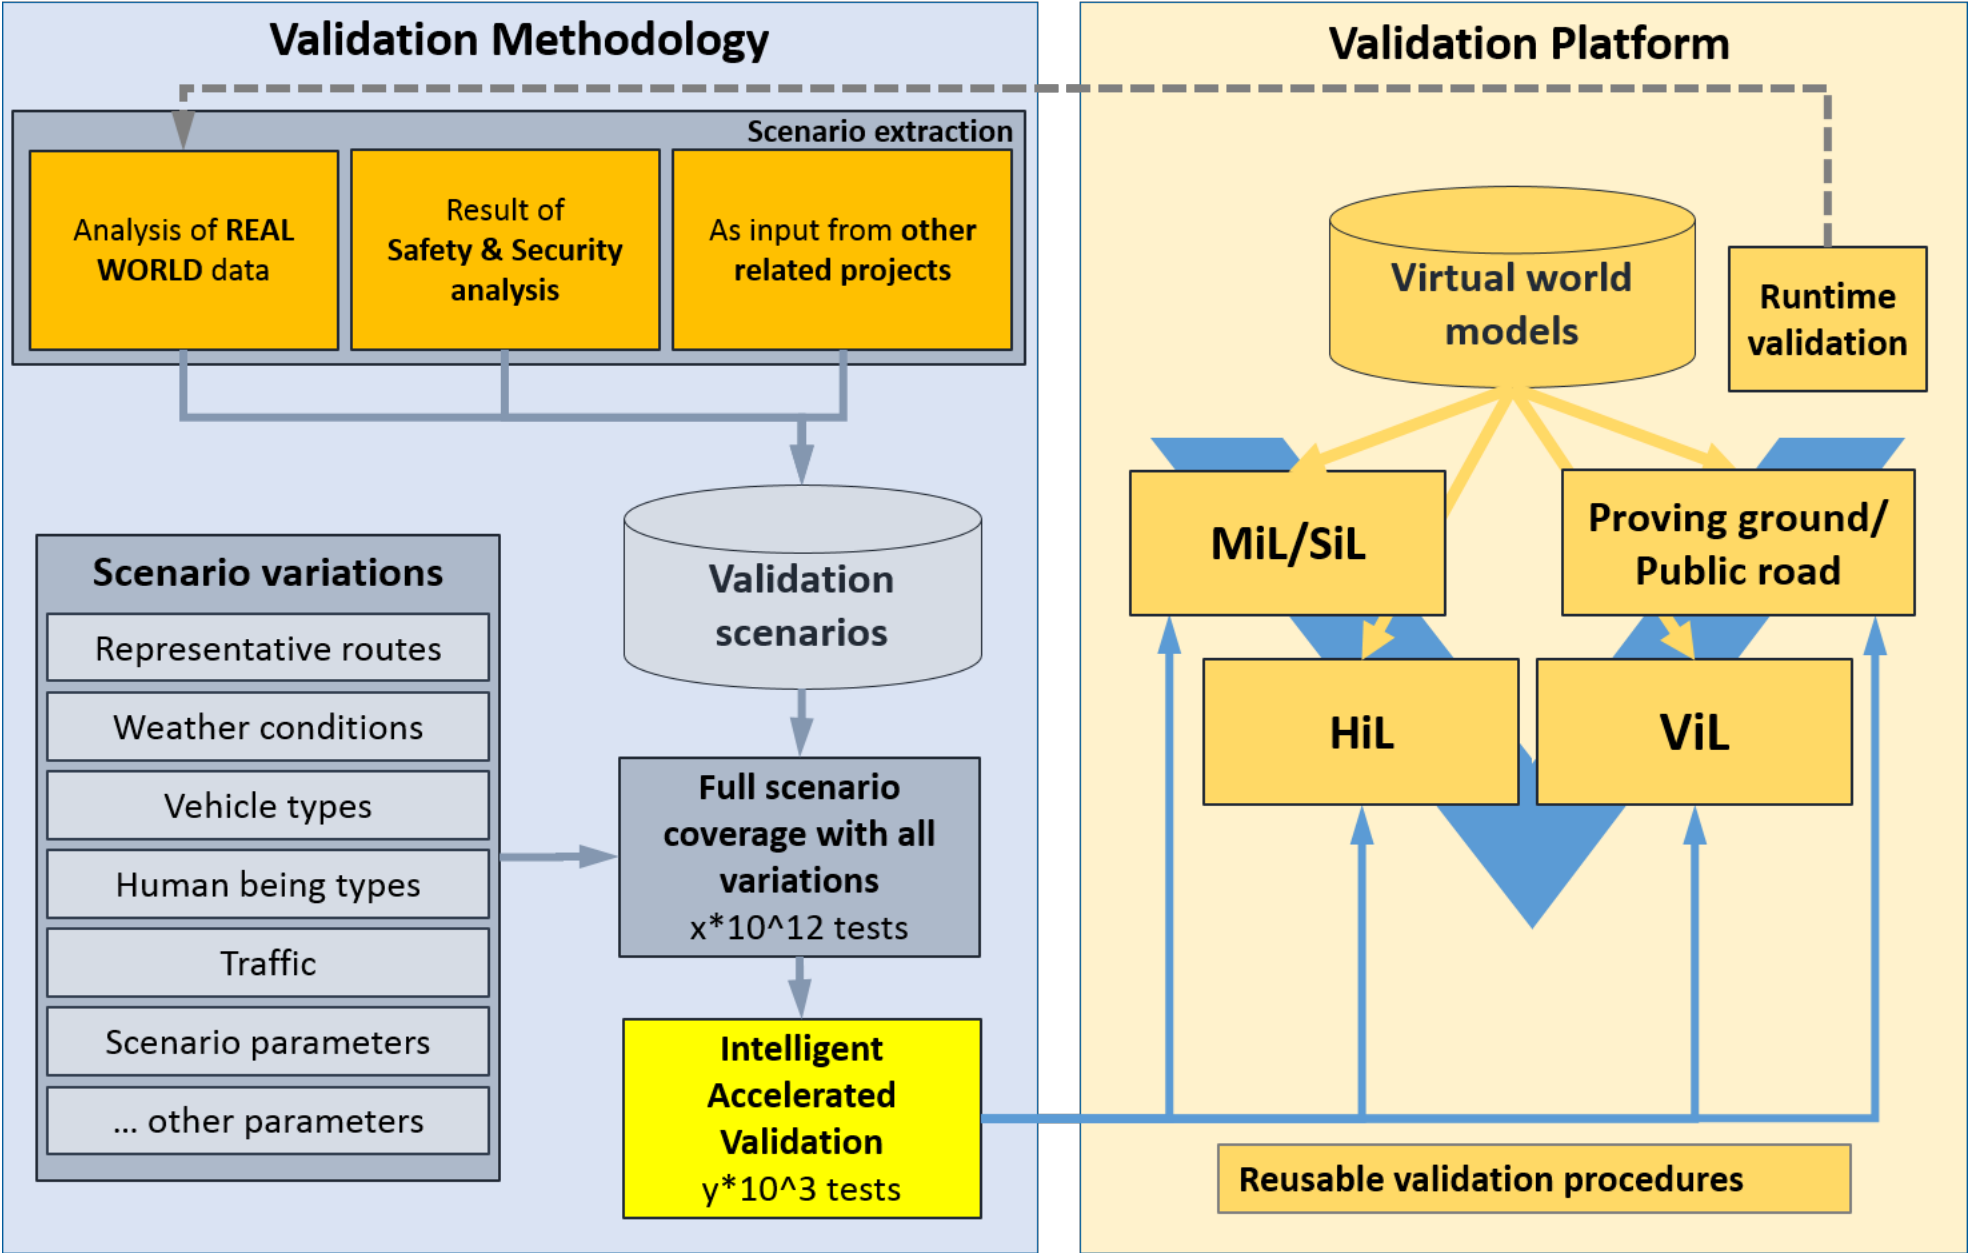 Validation Methodology
Scenario extraction
Analysis of REAL
WORLD data
Result of
Safety & Security
analysis
As input from other
related projects
Validation
scenarios
Scenario variations
Representative routes
Weather conditions
Vehicle types
Human being types
Traffic
Scenario parameters
... other parameters
Full scenario
coverage with all
variations
x*10^12 tests
Intelligent
Accelerated
Validation
y*10^3 tests
Validation Platform
Virtual world
models
Runtime
validation
MiL/SiL
Proving ground/
Public road
HiL
ViL
Reusable validation procedures